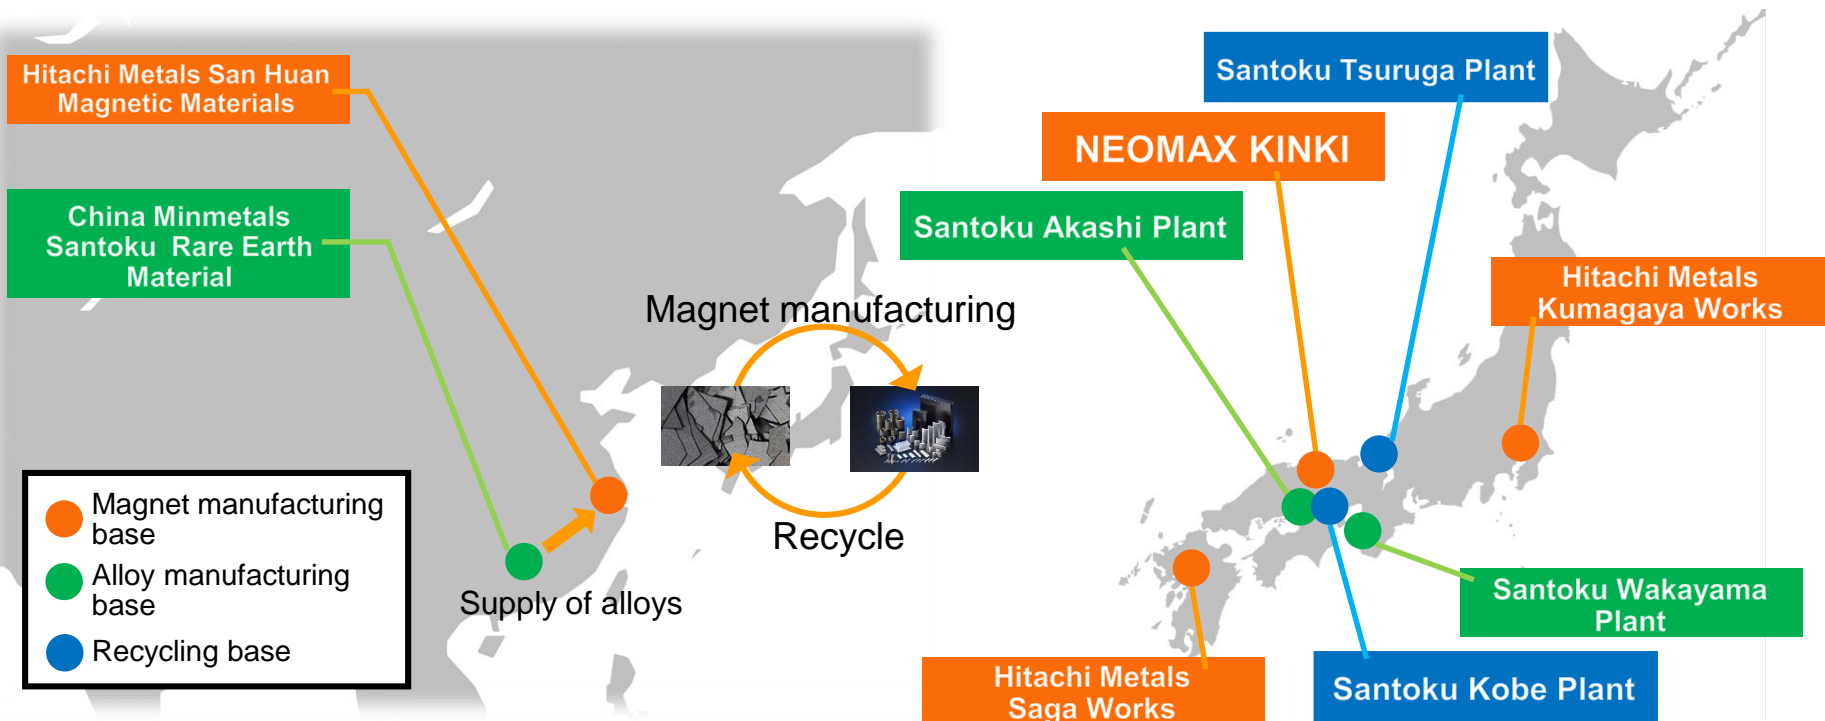 Hitachi Metals San Huan
Magnetic Materials
China Minmetals
Santoku Rare Earth
Material
Magnet manufacturing
Recycle
Supply of alloys
Magnet manufacturing
base
Alloy manufacturing
base
Recycling base
Santoku Tsuruga Plant
NEOMAX KINKI
Santoku Akashi Plant
Hitachi Metals
Kumagaya Works
Santoku Wakayama
Plant
Hitachi Metals
Saga Works
Santoku Kobe Plant